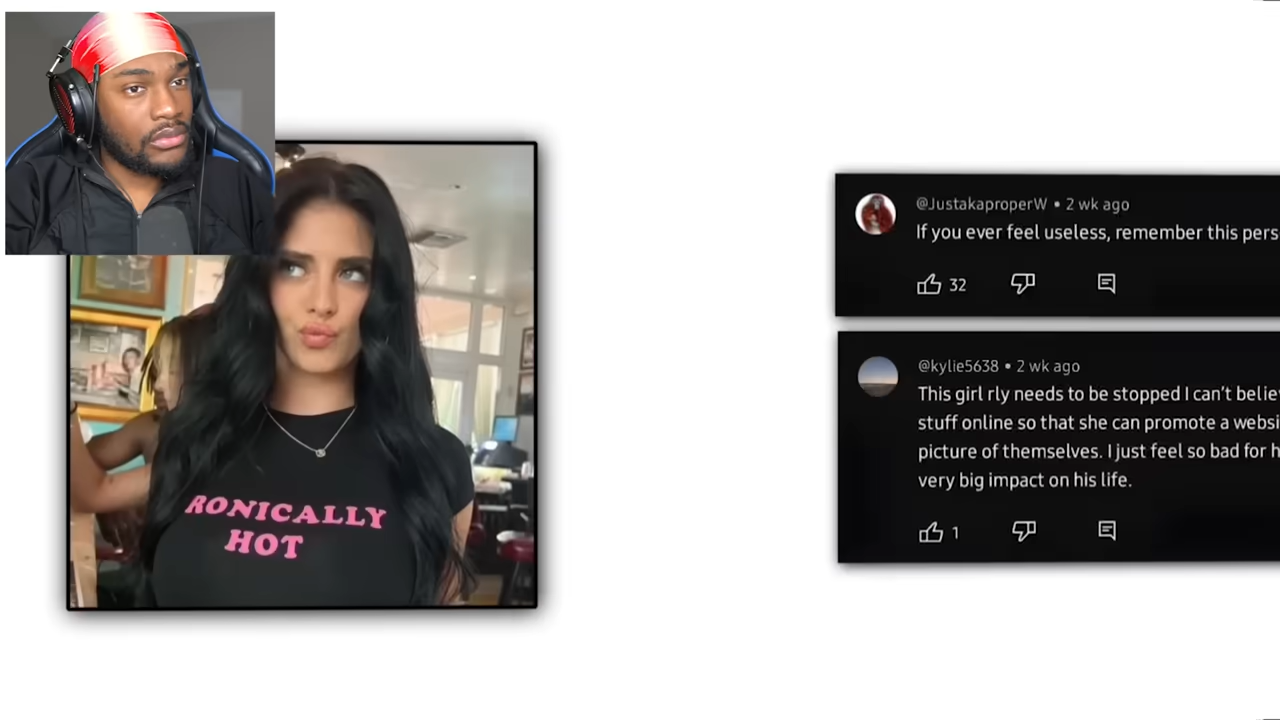 RONICALLY
HOT
@JustakaproperW • 2 wk ago
If you ever feel useless, remember this pers
32
@kylie5638 • 2 wk ago
This girl rly needs to be stopped I can't belie
stuff online so that she can promote a websi
picture of themselves. I just feel so bad for h
very big impact on his life.
1